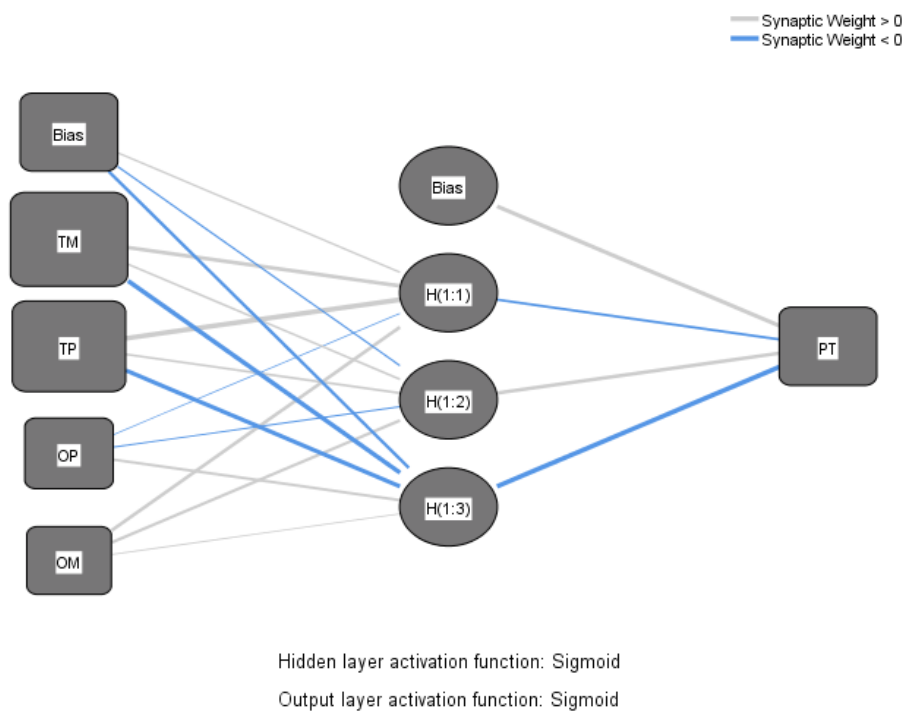 Synaptic Weight > 0
Synaptic Weight < 0
Bias
TM
TP
OP
OM
Bias
H(1:1)
H(1:2)
H(1:3)
PT
Hidden layer activation function: Sigmoid
Output layer activation function: Sigmoid